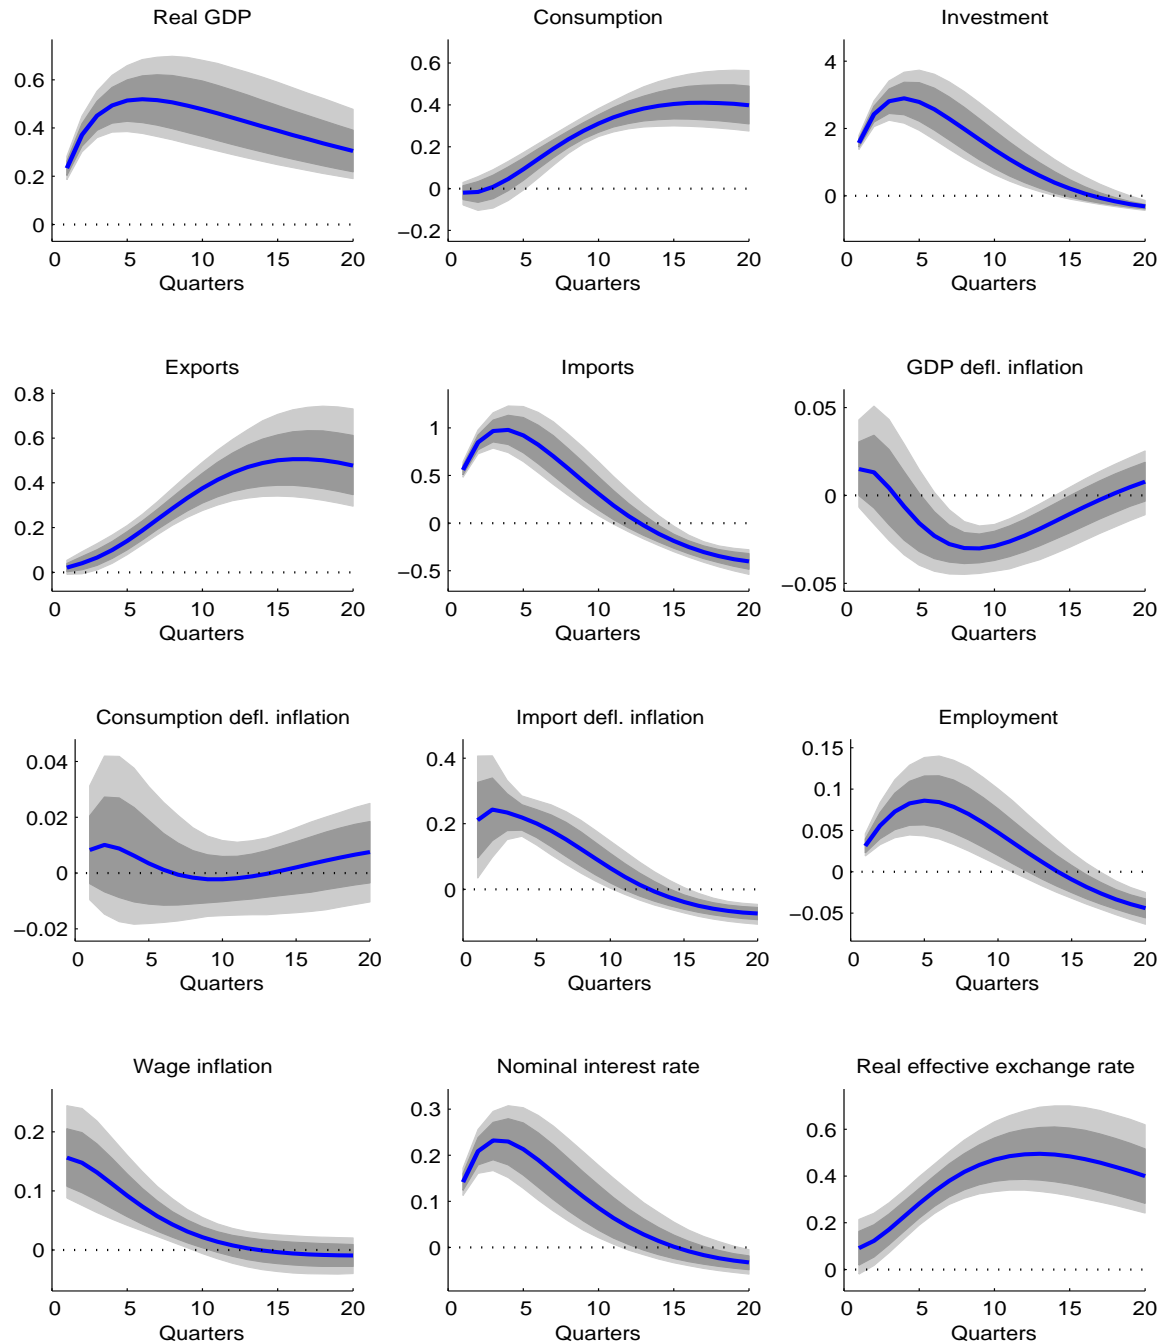 Real GDP
0.6
0.4
0.2
0
0 5 10 15 20
Quarters
Consumption
0.6
0.4
0.2
0
−0.2
0 5 10 15 20
Quarters
Investment
4
2
0
0 5 10 15 20
Quarters
Exports
0.8
0.6
0.4
0.2
0
0 5 10 15 20
Quarters
Imports
1
0.5
0
−0.5
0 5 10 15 20
Quarters
GDP defl. inflation
0.05
0
−0.05
0 5 10 15 20
Quarters
Consumption defl. inflation
0.04
0.02
0
−0.02
0 5 10 15 20
Quarters
Import defl. inflation
0.4
0.2
0
0 5 10 15 20
Quarters
Employment
0.15
0.1
0.05
0
−0.05
0 5 10 15 20
Quarters
Wage inflation
0.2
0.1
0
0 5 10 15 20
Quarters
Nominal interest rate
0.3
0.2
0.1
0
0 5 10 15 20
Quarters
Real effective exchange rate
0.6
0.4
0.2
0
0 5 10 15 20
Quarters